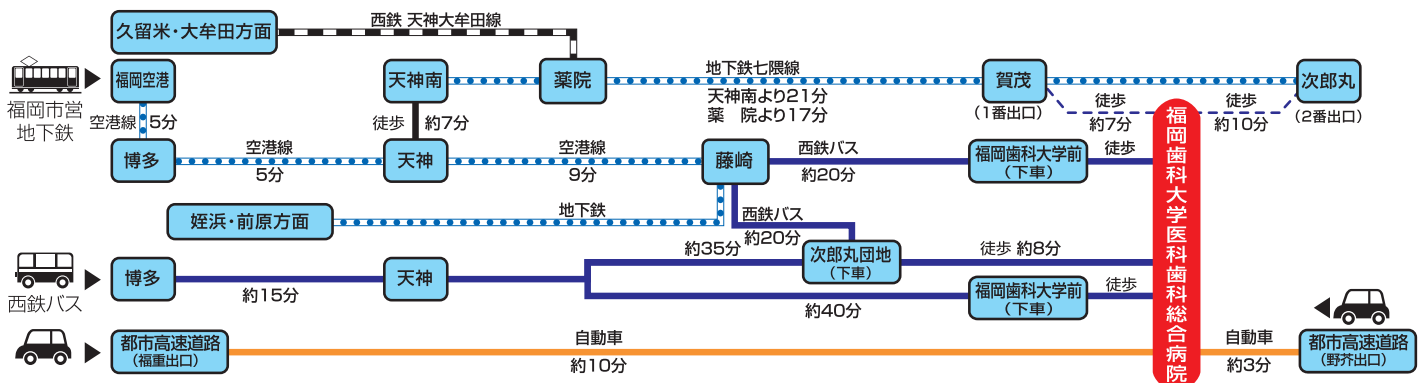 西鉄 天神大牟田線
久留米・大牟田方面
福岡市営
地下鉄
福岡空港
天神南
薬院
地下鉄七隈線
天神南より21分
薬 院より17分
賀茂
(1番出口)
次郎丸
(2番出口)
徒歩
約7分
徒歩
約10分
空港線
5分
徒歩
約7分
博多
空港線
5分
天神
空港線
9分
藤崎
西鉄バス
約20分
福岡歯科大学前
(下車)
徒歩
姪浜・前原方面
地下鉄
西鉄バス
約20分
西鉄バス
博多
約15分
天神
約35分
次郎丸団地
(下車)
徒歩 約8分
約40分
福岡歯科大学前
(下車)
徒歩
都市高速道路
(福重出口)
自動車
約10分
福岡歯科大学医科歯科総合病院
自動車
約3分
都市高速道路
(野芥出口)